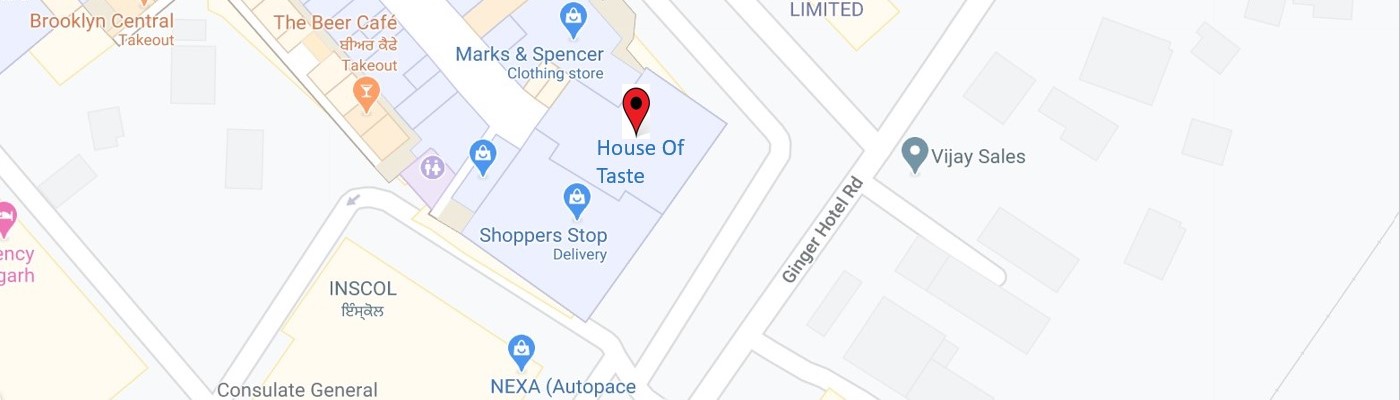 Brooklyn Central
Takeout
The Beer Café
ਬੀਅਰ ਕੈਫੇ
Takeout
Marks & Spencer
Clothing store
LIMITED
House Of
Taste
Vijay Sales
Shoppers Stop
Delivery
Ginger Hotel Rd
ency
garh
INSCOL
ਇੰਸ੍ਕੋਲ
NEXA (Autopace
Consulate General